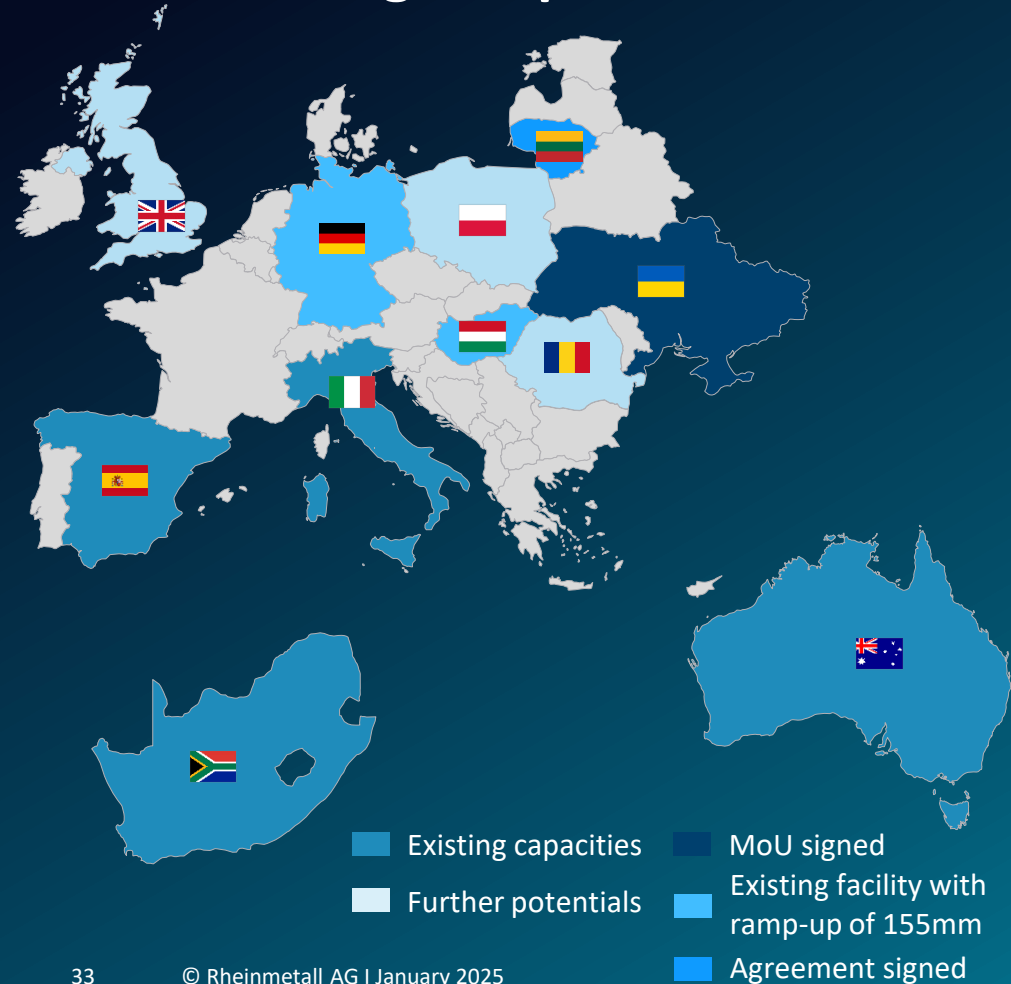 Existing capacities
Further potentials
MoU signed
Existing facility with
ramp-up of 155mm
Agreement signed
33 © Rheinmetall AG I January 2025